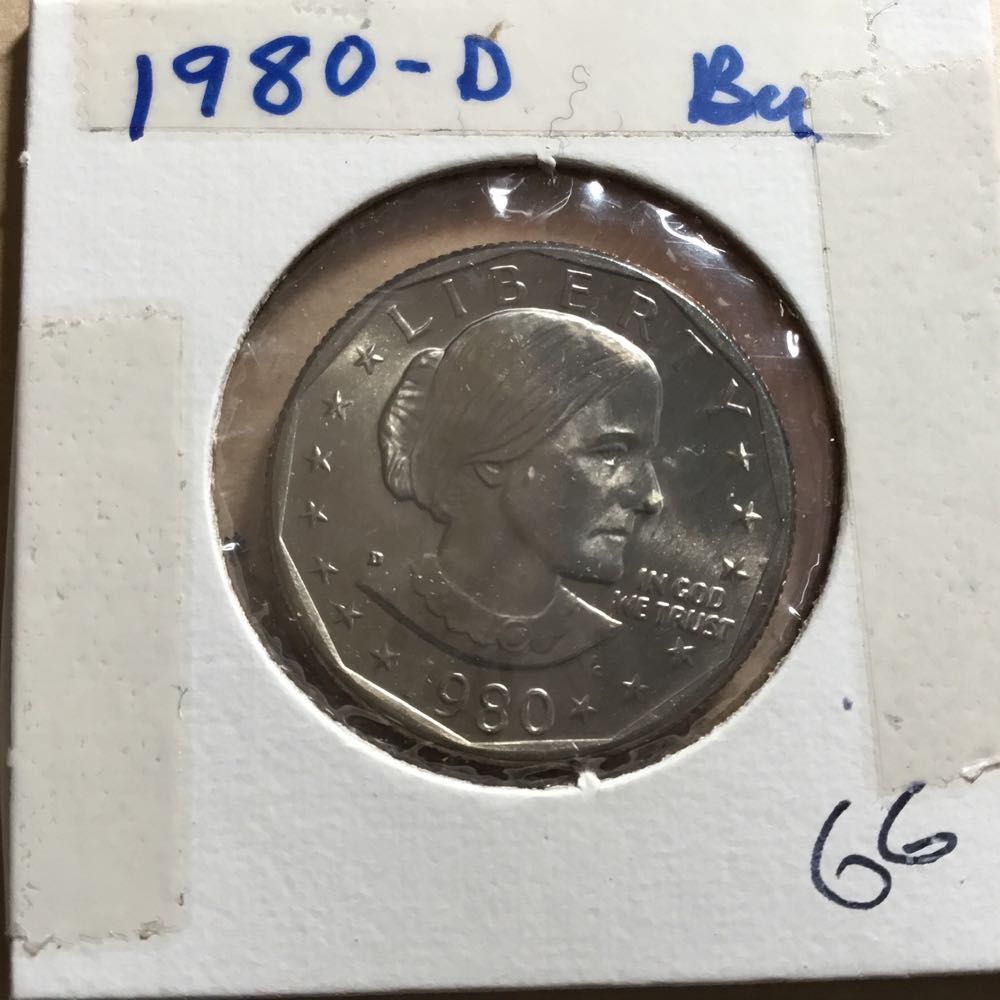 1980-D Bu
LIBERTY
D
IN GOD
WE TRUST
1980
66